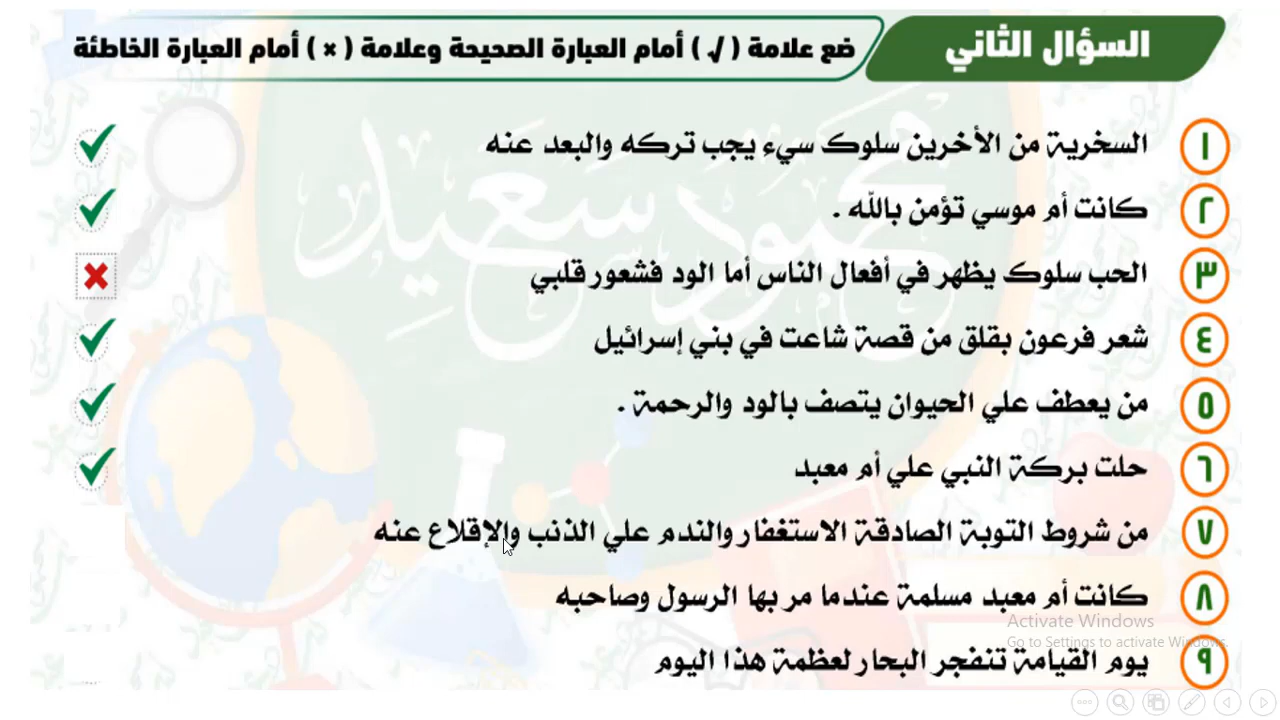 السؤال الثاني
ضع علامة ( √ ) أمام العبارة الصحيحة وعلامة ( × ) أمام العبارة الخاطئة
محمود سعيد
١ السخرية من الأخرين سلوك سيء يجب تركه والبعد عنه
٢ كانت أم موسي تؤمن بالله .
٣ الحب سلوك يظهر في أفعال الناس أما الود فشعور قلبي
٤ شعر فرعون بقلق من قصة شاعت في بني إسرائيل
٥ من يعطف علي الحيوان يتصف بالود والرحمة .
٦ حلت بركة النبي علي أم معبد
٧ من شروط التوبة الصادقة الاستغفار والندم علي الذنب والإقلاع عنه
٨ كانت أم معبد مسلمة عندما مر بها الرسول وصاحبه
٩ يوم القيامة تنفجر البحار لعظمة هذا اليوم
Activate Windows
Go to Settings to activate Windows.